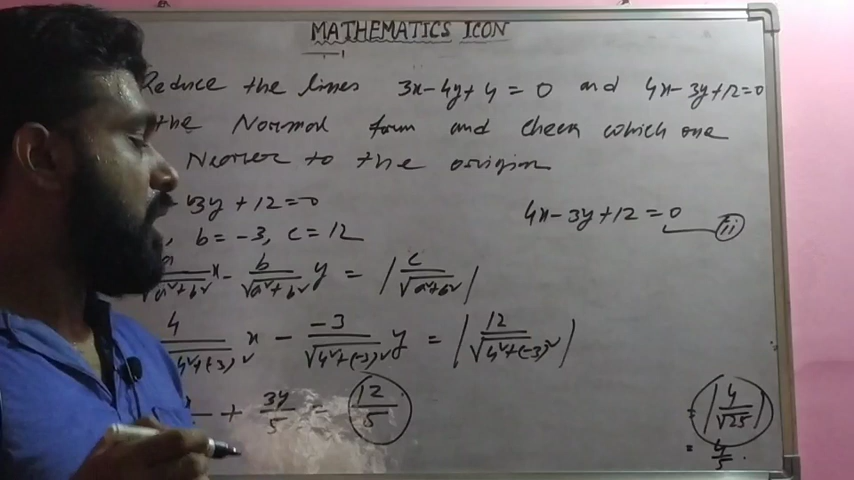 MATHEMATICS ICON
Reduce the lines 3x-4y+4=0 and 4x-3y+12=0
the Normal form and check which one
Nearer to the origin
- 3y + 12 = 0
4x-3y+12=0 (ii)
, b=-3, c=12
a/√a²+b² x - b/√a²+b² y = |c/√a²+b²|
4/√4²+(-3)² x - -3/√4²+(-3)² y = |12/√4²+(-3)²|
+ 3y/5 = 12/5
= |4/√25|
= 4/5.